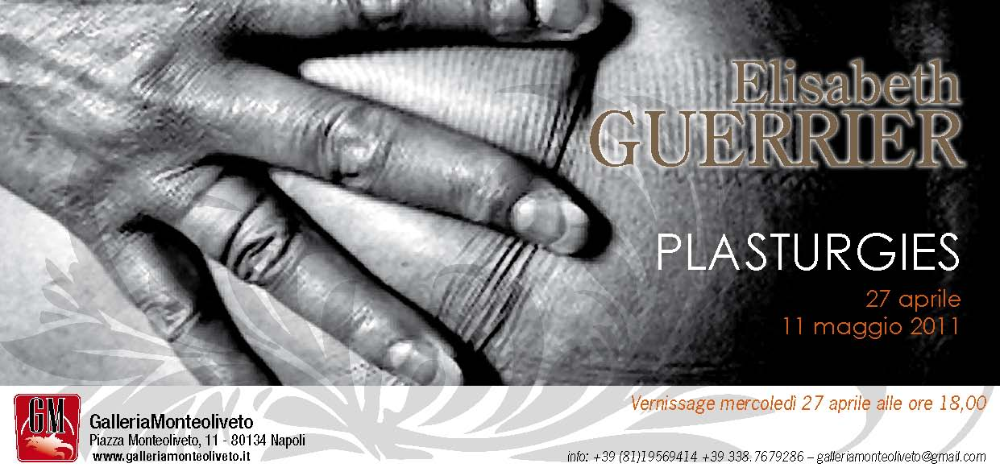 Elisabeth
GUERRIER
PLASTURGIES
27 aprile
11 maggio 2011
Vernissage mercoledì 27 aprile alle ore 18,00
GM
GalleriaMonteoliveto
Piazza Monteoliveto, 11 - 80134 Napoli
www.galleriamonteoliveto.it
info: +39 (81)19569414 +39 338.7679286 – galleriamonteoliveto@gmail.com